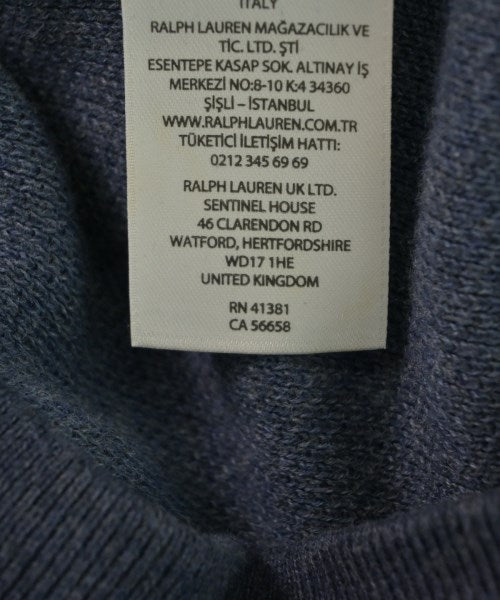 ITALY
RALPH LAUREN MAĞAZACILIK VE
TİC. LTD. ŞTİ
ESENTEPE KASAP SOK. ALTINAY İŞ
MERKEZİ NO:8-10 K:4 34360
ŞİŞLİ – İSTANBUL
WWW.RALPHLAUREN.COM.TR
TÜKETİCİ İLETİŞİM HATTI:
0212 345 69 69
RALPH LAUREN UK LTD.
SENTINEL HOUSE
46 CLARENDON RD
WATFORD, HERTFORDSHIRE
WD17 1HE
UNITED KINGDOM
RN 41381
CA 56658